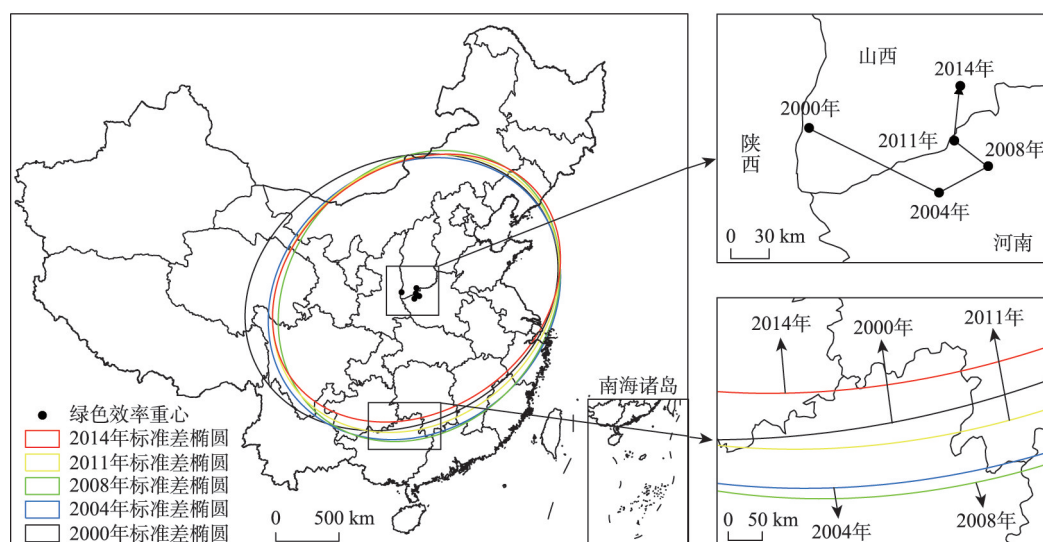 南海诸岛
绿色效率重心
2014年标准差椭圆
2011年标准差椭圆
2008年标准差椭圆
2004年标准差椭圆
2000年标准差椭圆
0 500 km
山西
2014年
2000年
陕西
2011年
2008年
2004年
河南
0 30 km
2014年
2000年
2011年
0 50 km
2004年
2008年